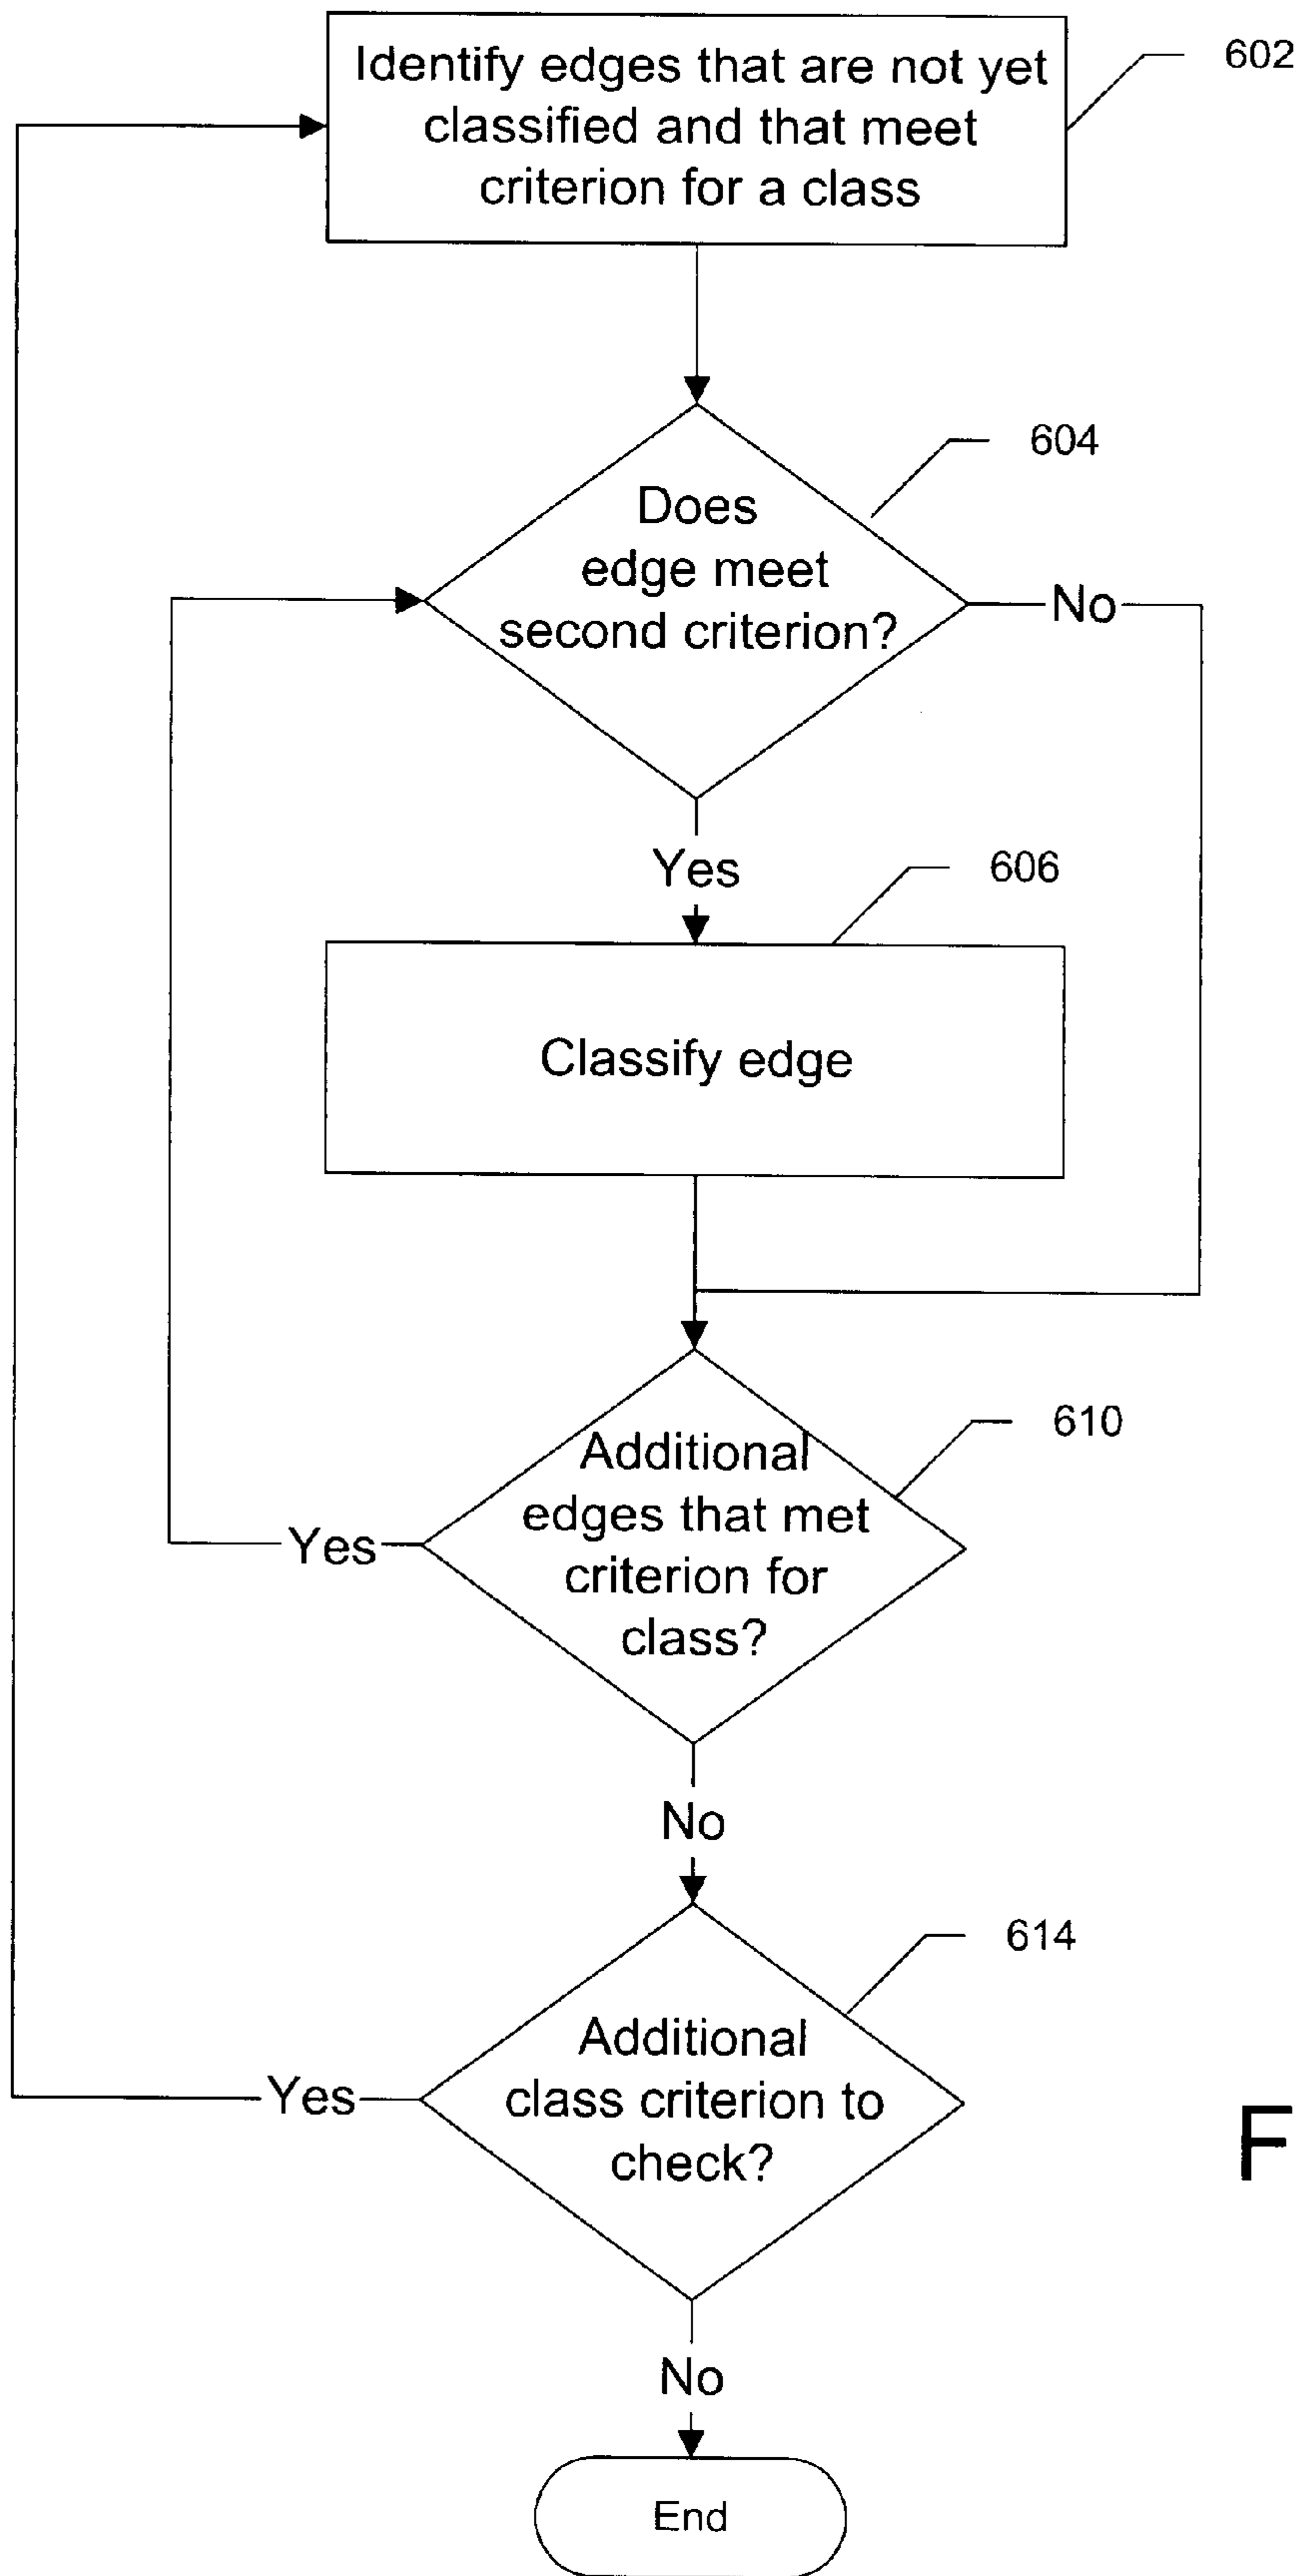 Identify edges that are not yet
classified and that meet
criterion for a class
602
604
Does
edge meet
second criterion?
No
Yes
606
Classify edge
610
Additional
edges that met
criterion for
class?
Yes
No
614
Additional
class criterion to
check?
Yes
F
No
End